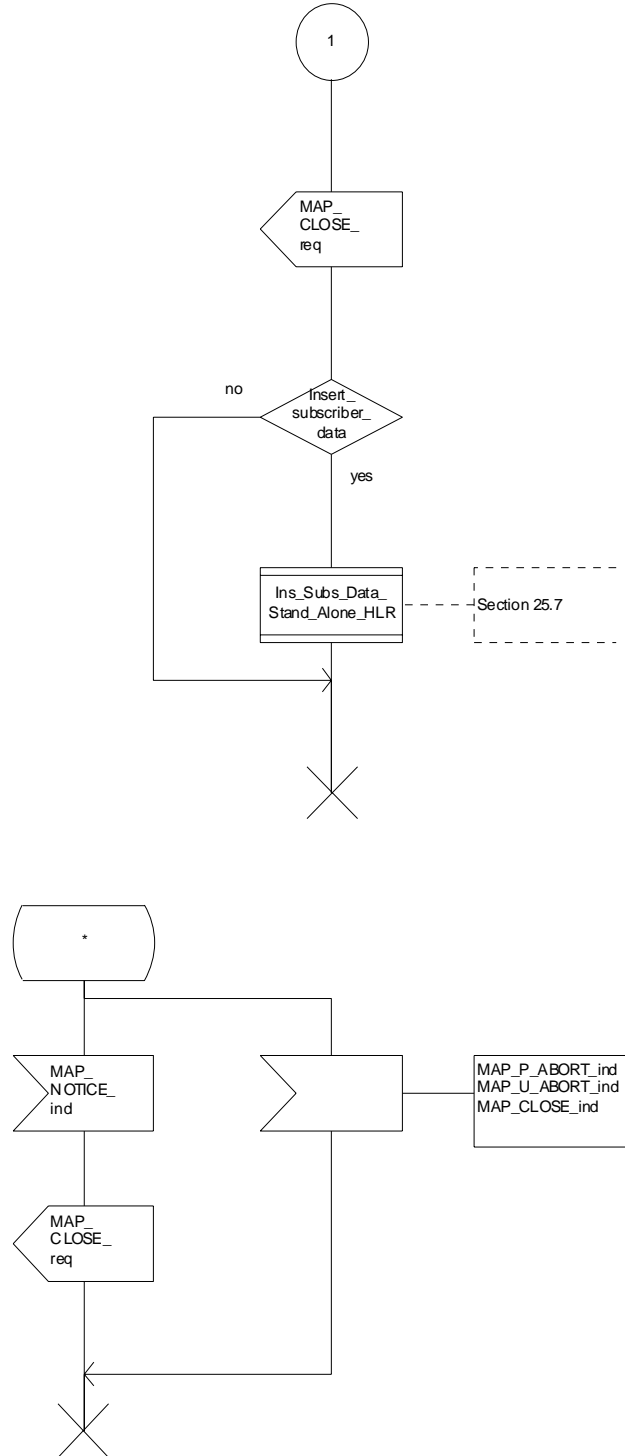 1
MAP_
CLOSE_
req
no
Insert_
subscriber_
data
yes
Ins_Subs_Data_
Stand_Alone_HLR
Section 25.7
*
MAP_
NOTICE_
ind
MAP_P_ABORT_ind
MAP_U_ABORT_ind
MAP_CLOSE_ind
MAP_
CLOSE_
req